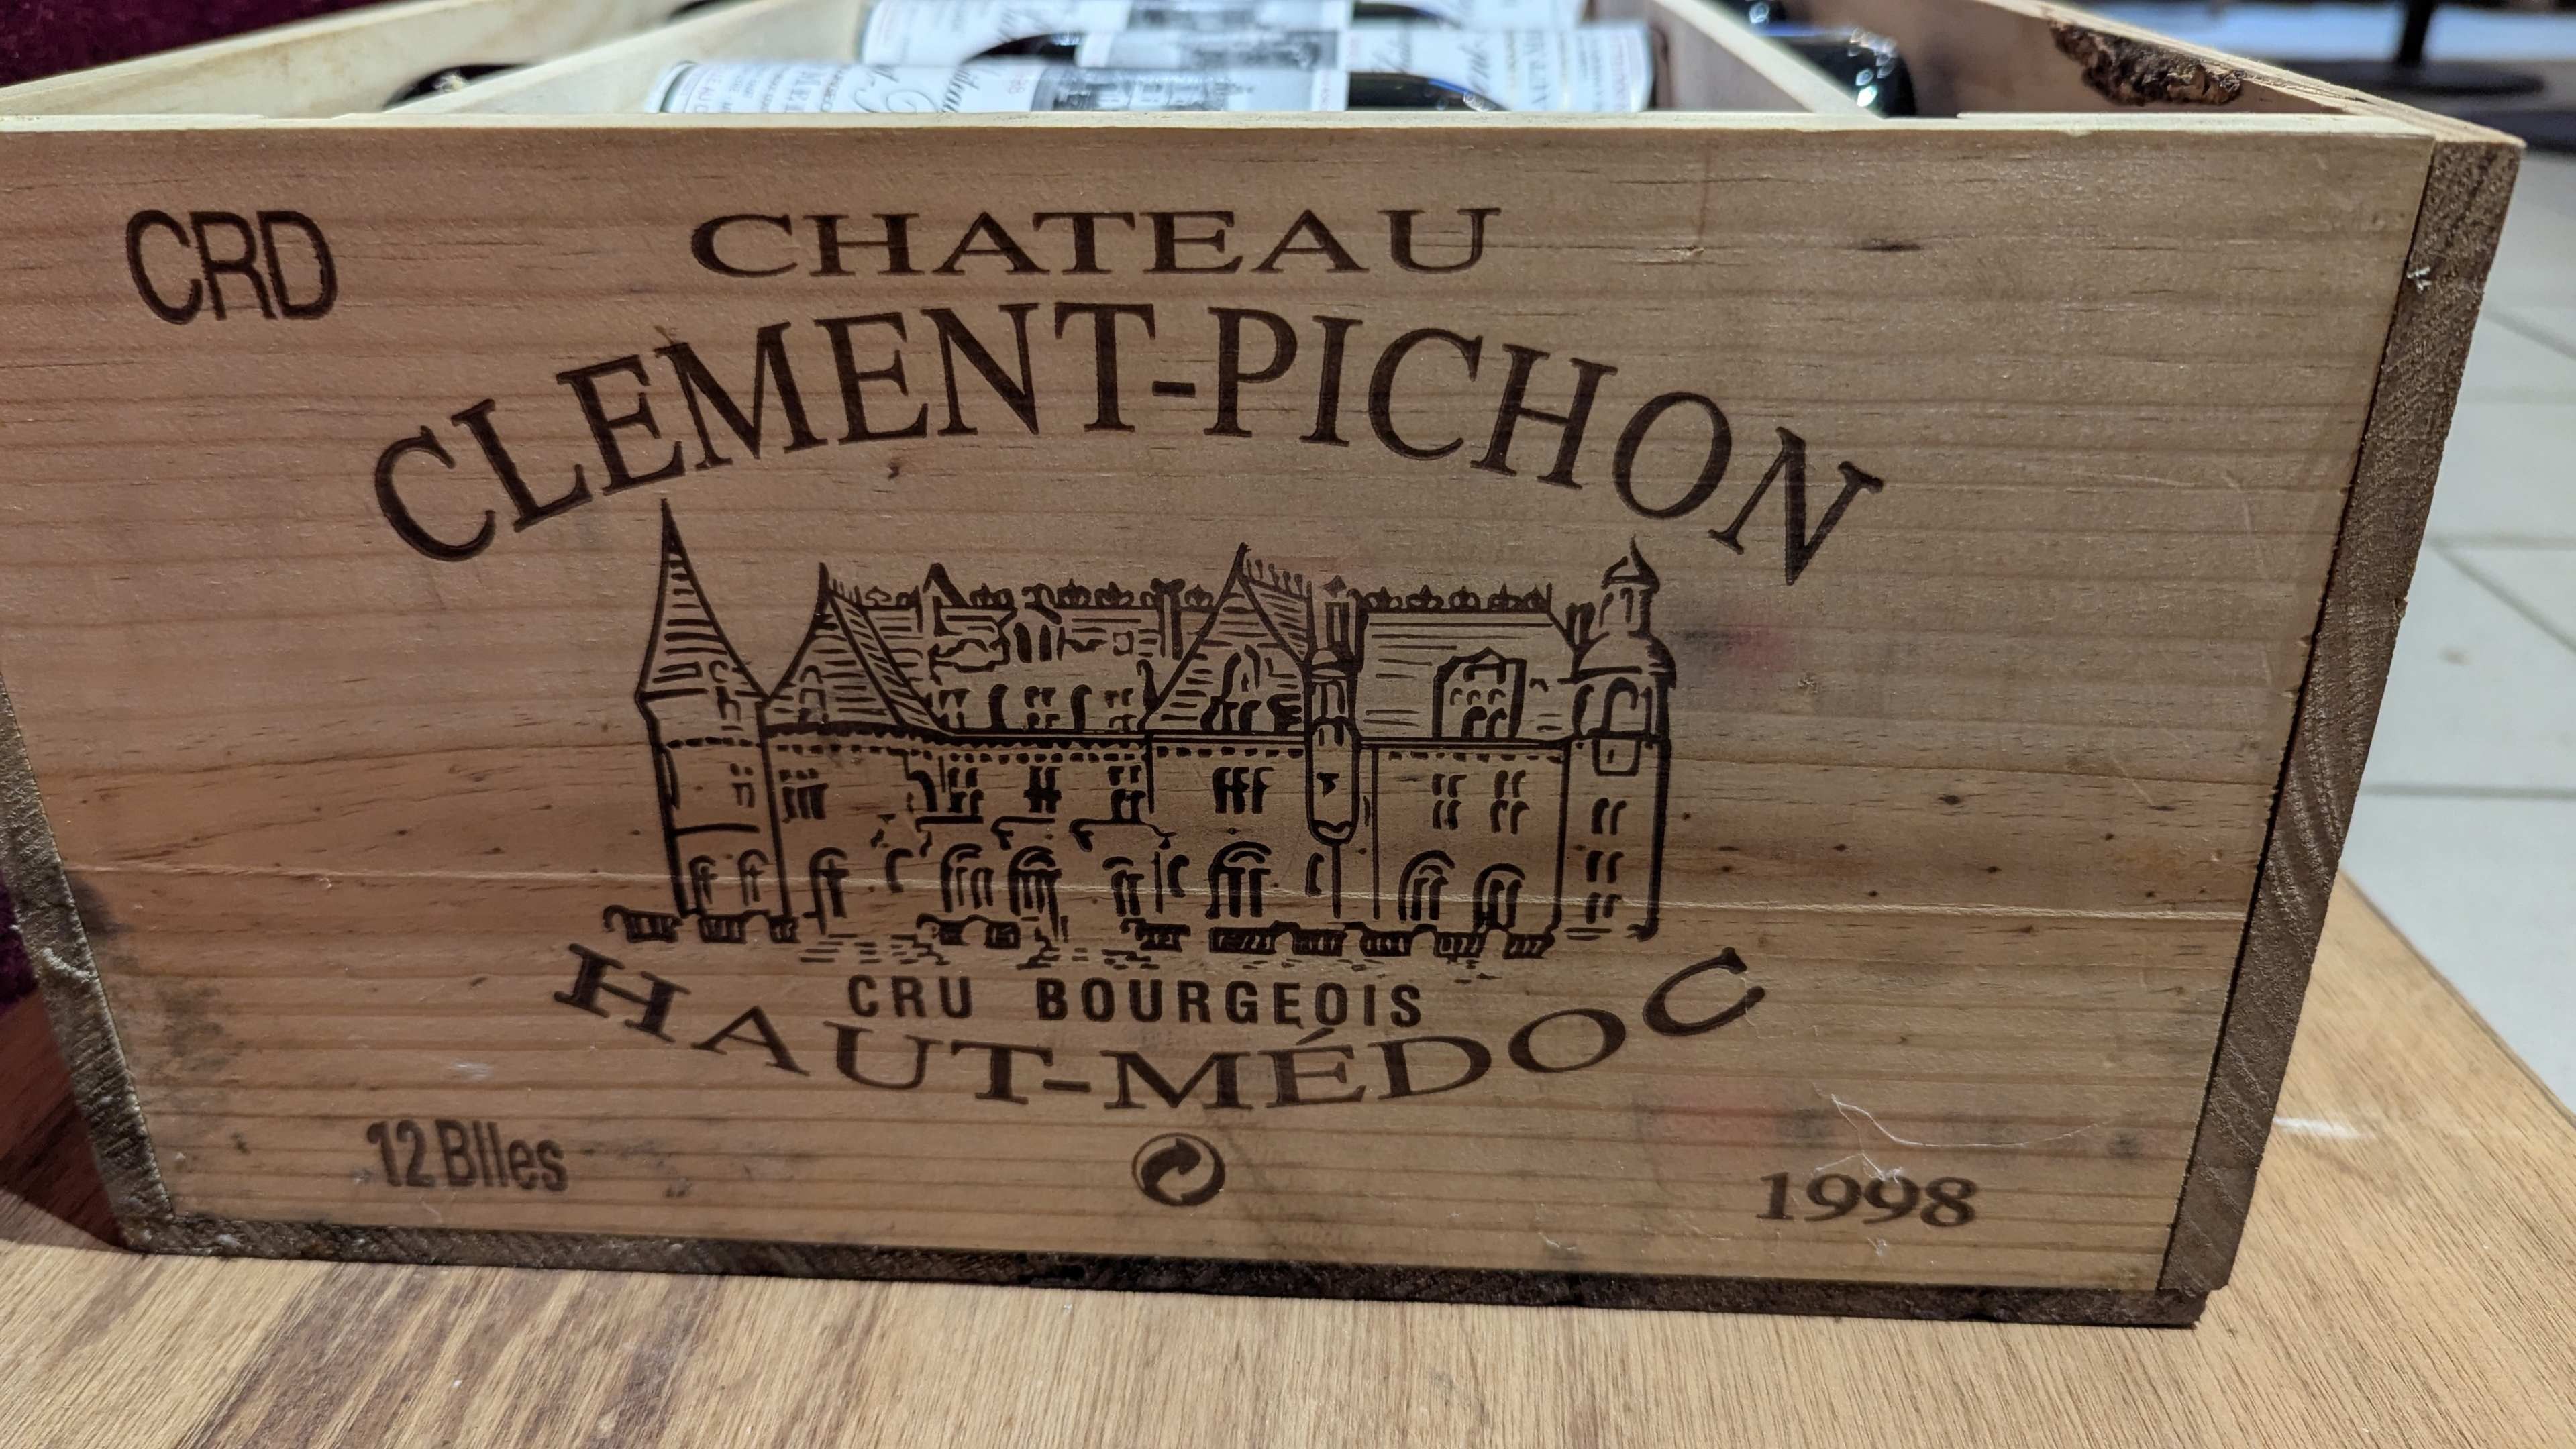 CRD
CHATEAU
CLEMENT-PICHON
CRU BOURGEOIS
HAUT-MÉDOC
12 Blles
1998